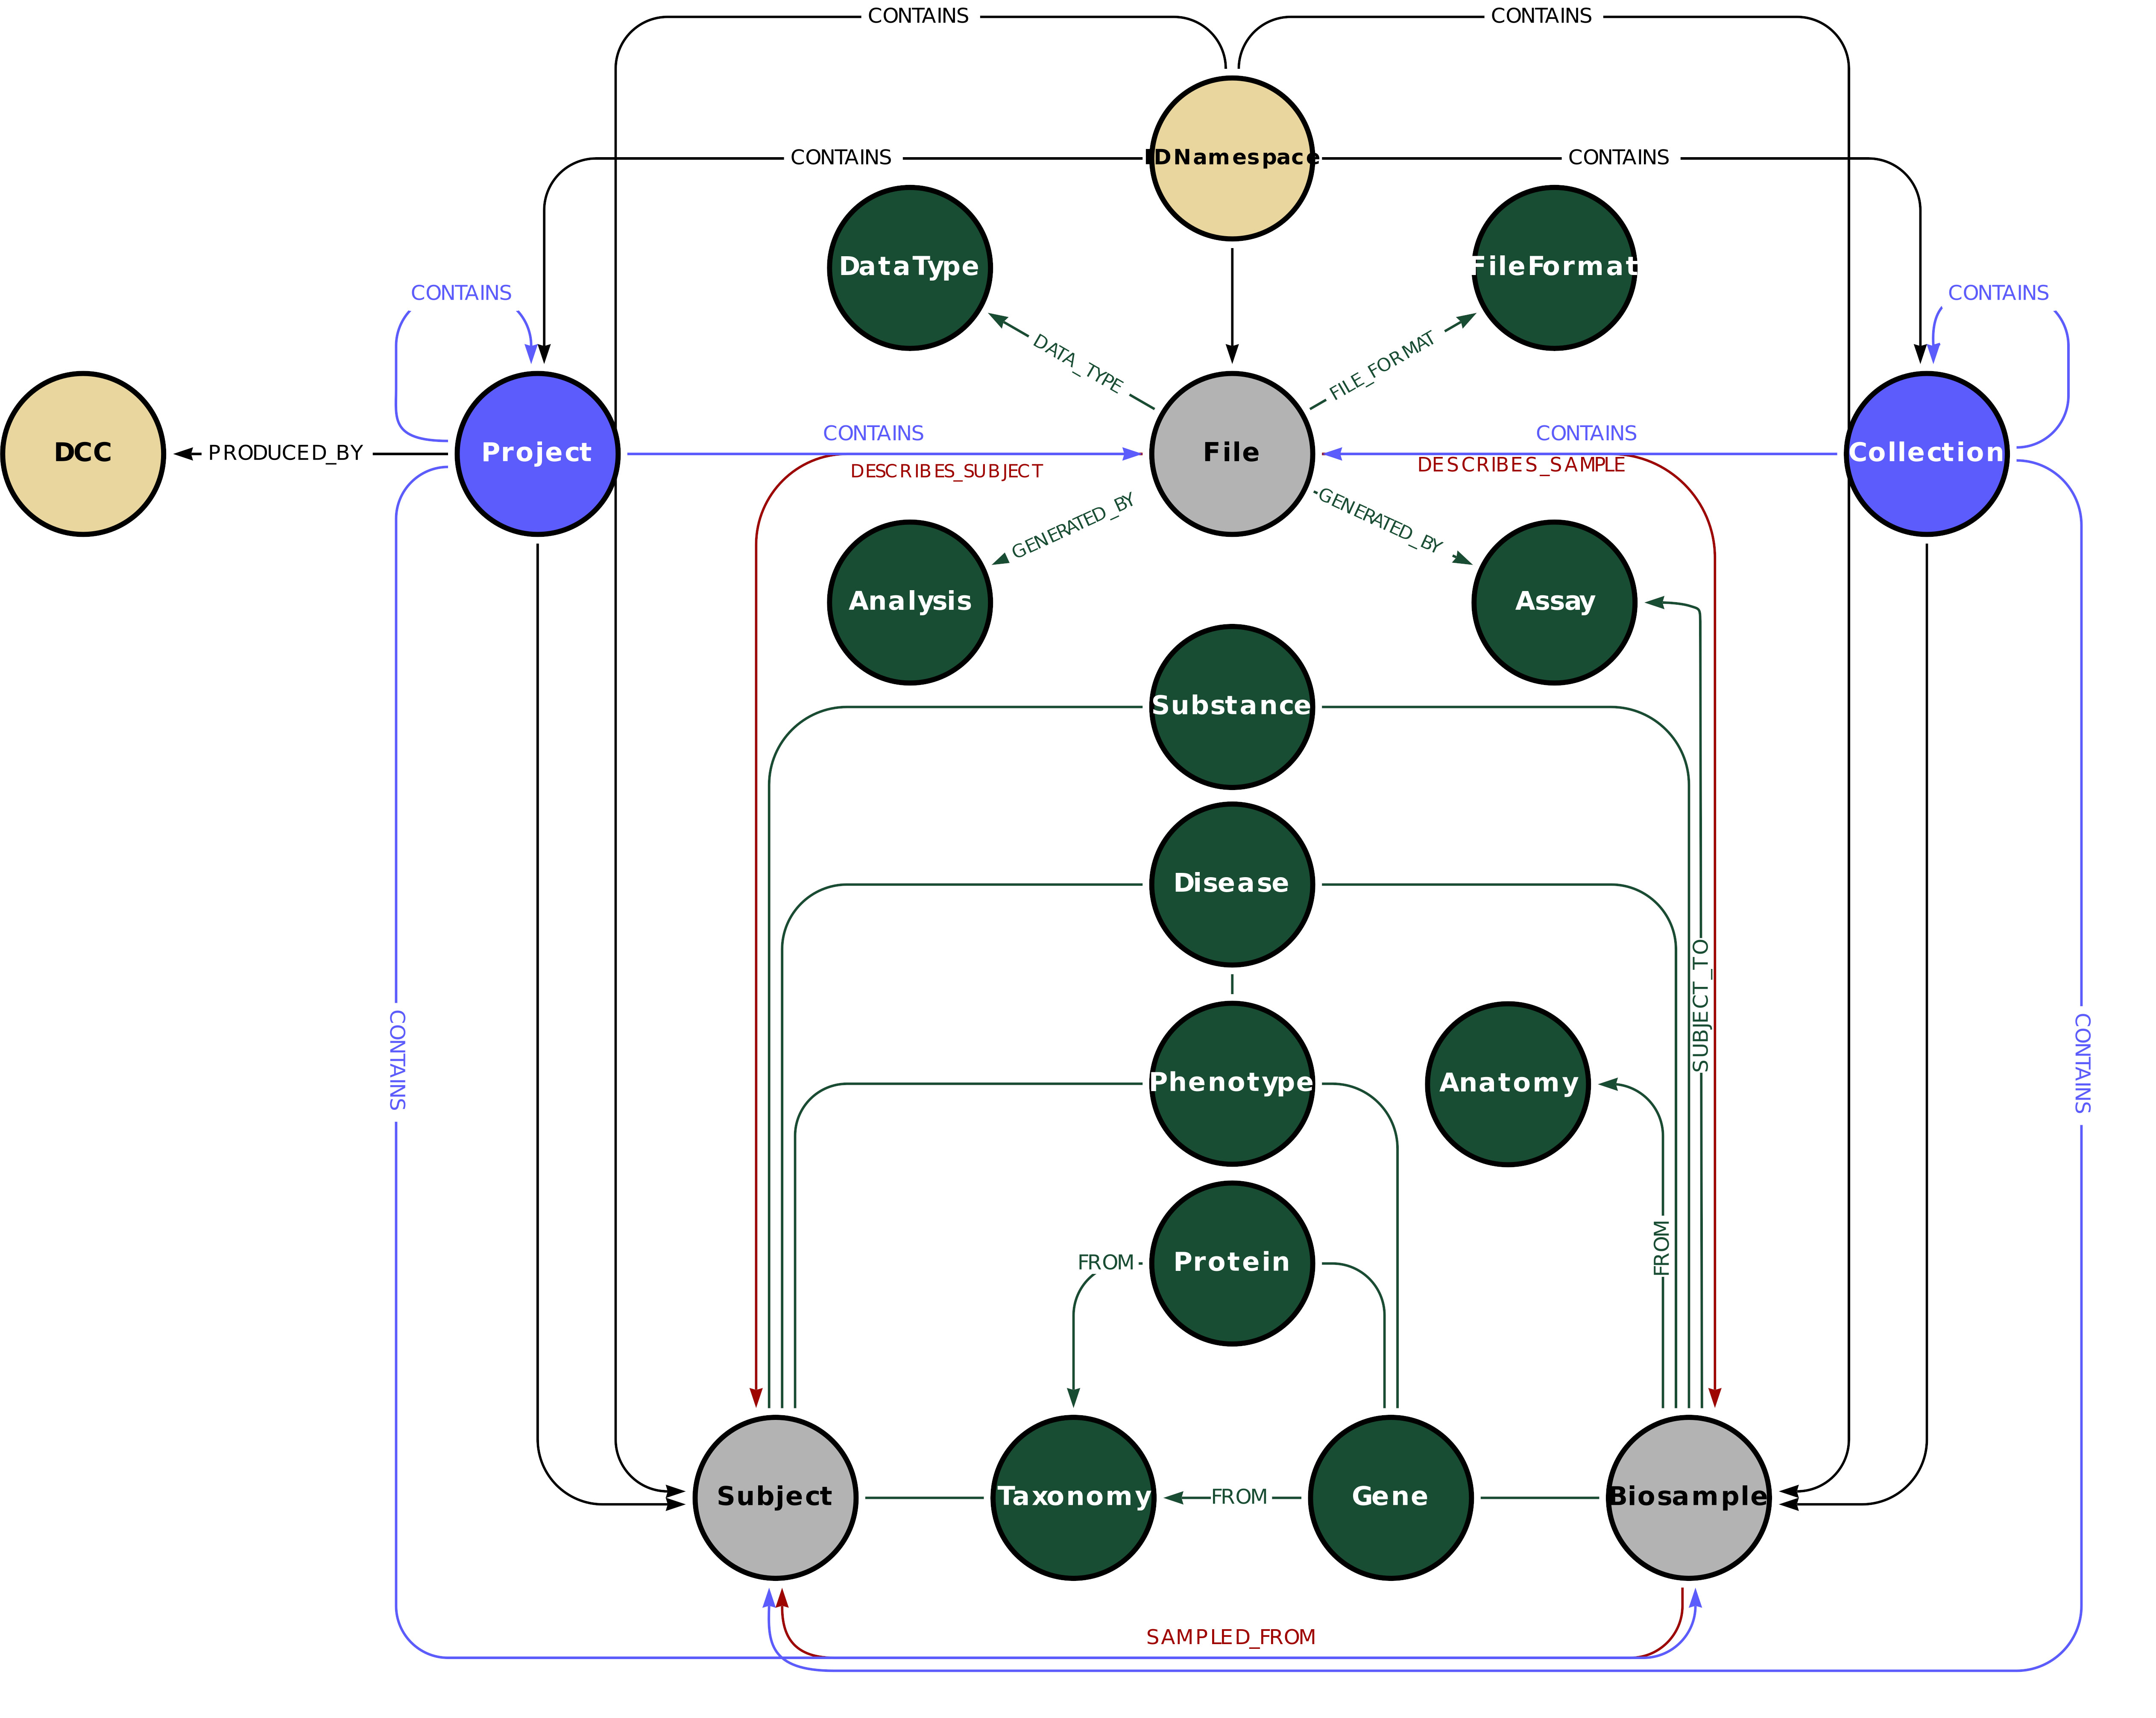 CONTAINS
CONTAINS
IDNamespace
CONTAINS
CONTAINS
DataType
FileFormat
CONTAINS
CONTAINS
DATA_TYPE
FILE_FORMAT
CONTAINS
CONTAINS
DCC
PRODUCED_BY
Project
File
Collection
DESCRIBES_SUBJECT
DESCRIBES_SAMPLE
GENERATED_BY
GENERATED_BY
Analysis
Assay
Substance
Disease
SUBJECT_TO
CONTAINS
CONTAINS
Phenotype
Anatomy
FROM
Protein
FROM
Subject
Taxonomy
FROM
Gene
Biosample
SAMPLED_FROM